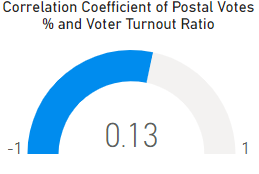 Correlation Coefficient of Postal Votes
% and Voter Turnout Ratio
0.13
-1
1